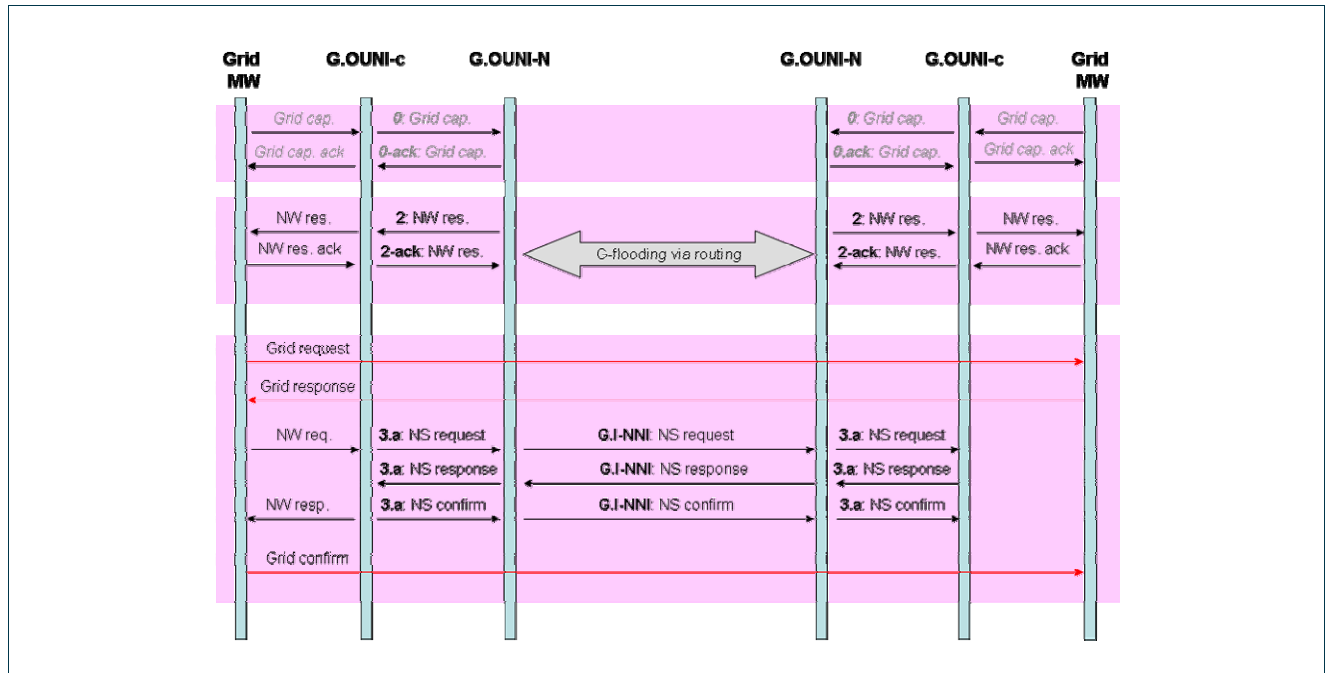 Grid MW G.OUNI-c G.OUNI-N G.OUNI-N G.OUNI-c Grid MW
Grid cap. 0: Grid cap. 0: Grid cap. Grid cap.
Grid cap. ack 0-ack: Grid cap. 0.ack: Grid cap. Grid cap. ack
NW res. 2: NW res. 2: NW res. NW res.
NW res. ack 2-ack: NW res. G-flooding via routing 2-ack: NW res. NW res. ack
Grid request
Grid response
NW req. 3.a: NS request G.I-NNI: NS request 3.a: NS request
3.a: NS response G.I-NNI: NS response 3.a: NS response
NW resp. 3.a: NS confirm G.I-NNI: NS confirm 3.a: NS confirm
Grid confirm